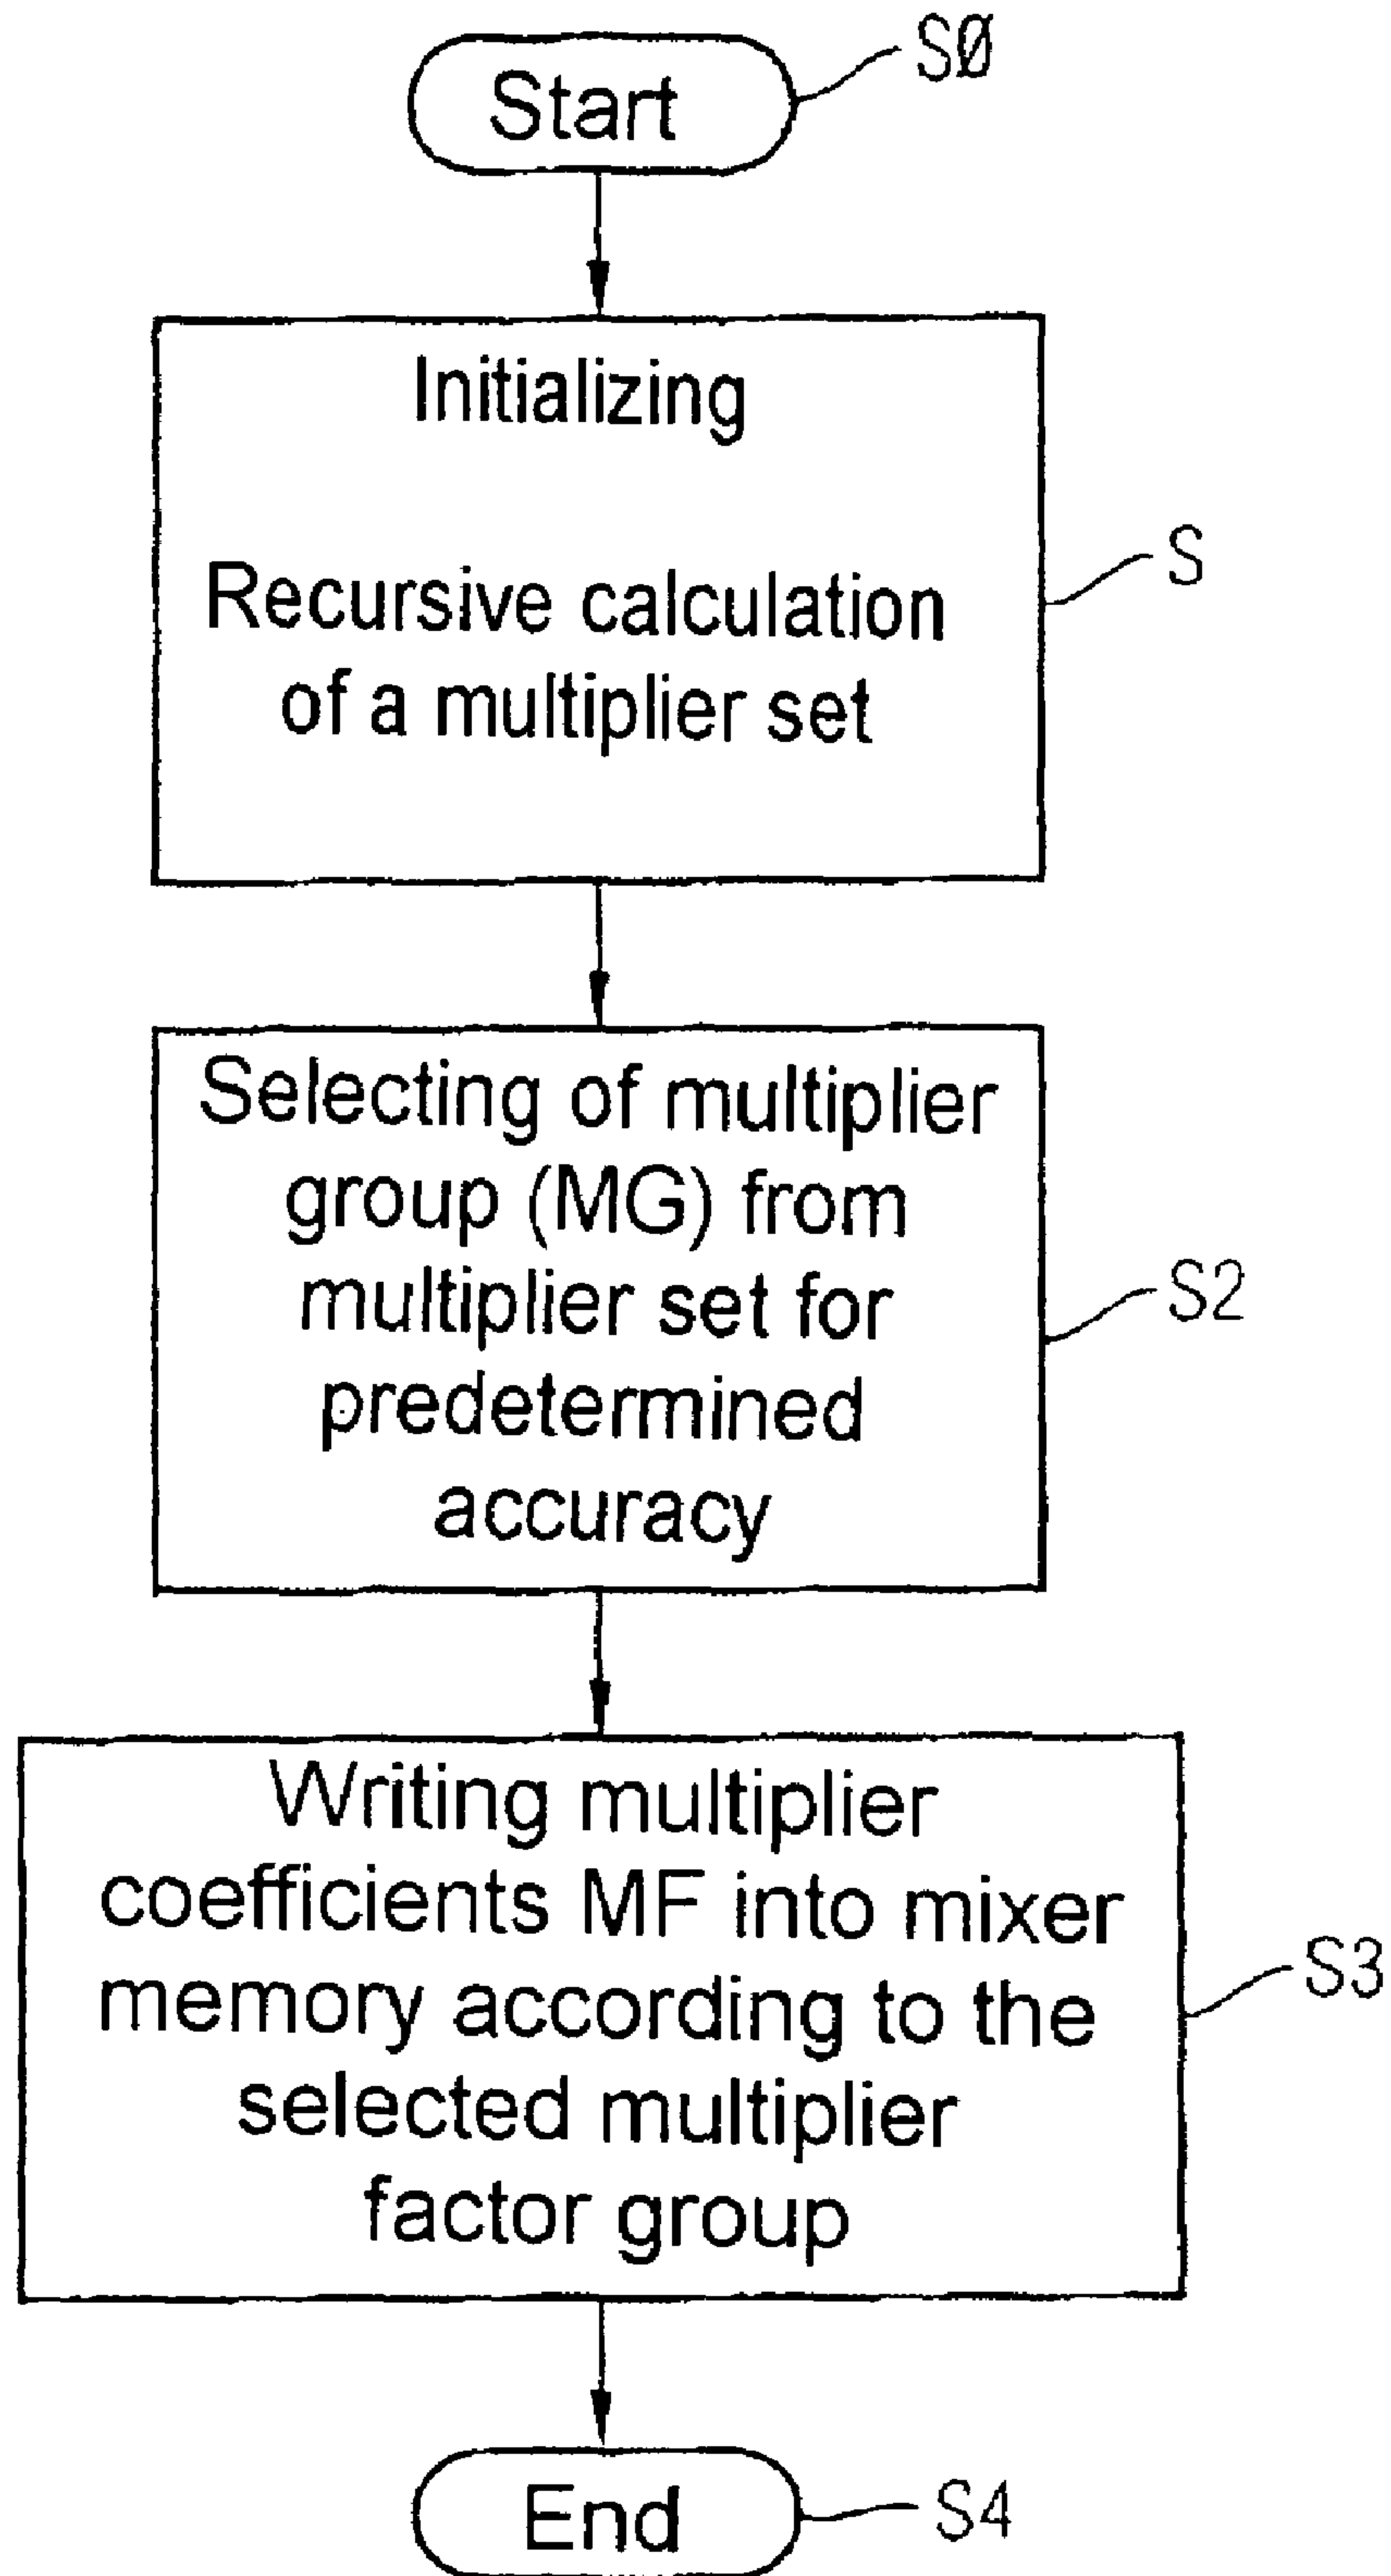 Start
SØ
Initializing
Recursive calculation
of a multiplier set
S
Selecting of multiplier
group (MG) from
multiplier set for
predetermined
accuracy
S2
Writing multiplier
coefficients MF into mixer
memory according to the
selected multiplier
factor group
S3
End
S4